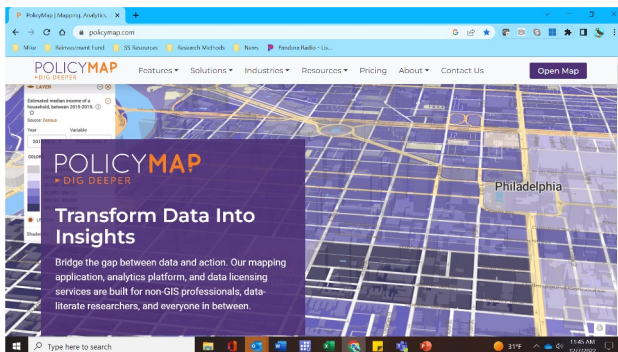 PolicyMap | Mapping, Analytics,
policymap.com
Mike
Reinvestment Fund
SS Resources
Research Methods
News
Pandora Radio - Lis...
POLICYMAP
DIG DEEPER
Features
Solutions
Industries
Resources
Pricing
About
Contact Us
Open Map
LAYER
Estimated median income of a
household, between 2015-2019.
Source: Census
Year
Variable
POLICYMAP
DIG DEEPER
Philadelphia
Transform Data Into
Insights
Bridge the gap between data and action. Our mapping
application, analytics platform, and data licensing
services are built for non-GIS professionals, data-
literate researchers, and everyone in between.
Type here to search
31°F
11:45 AM